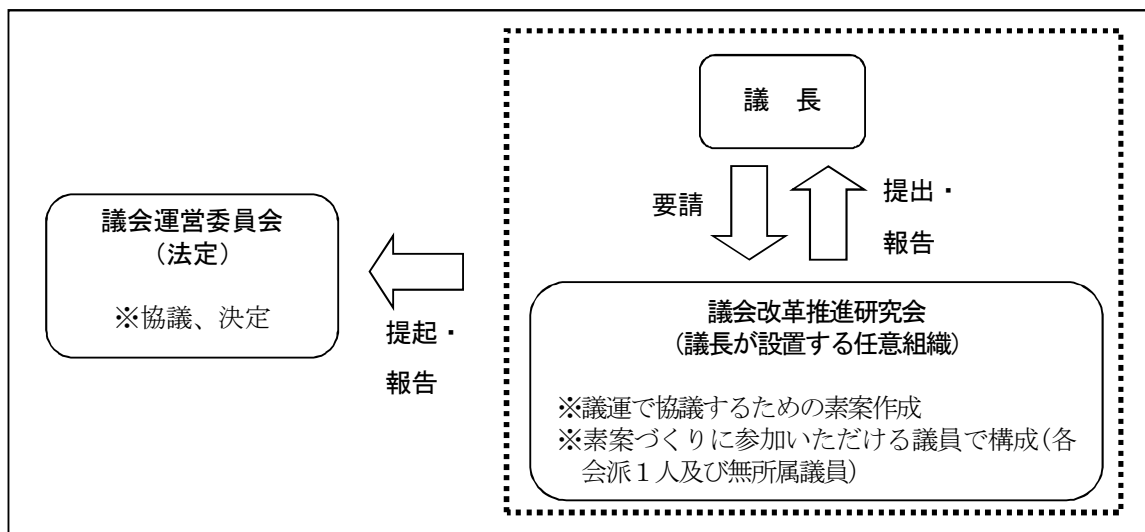 議　長
要請
提出・
報告
議会運営委員会
（法定）
※協議、決定
提起・
報告
議会改革推進研究会
（議長が設置する任意組織）
※議運で協議するための素案作成
※素案づくりに参加いただける議員で構成（各
会派１人及び無所属議員）